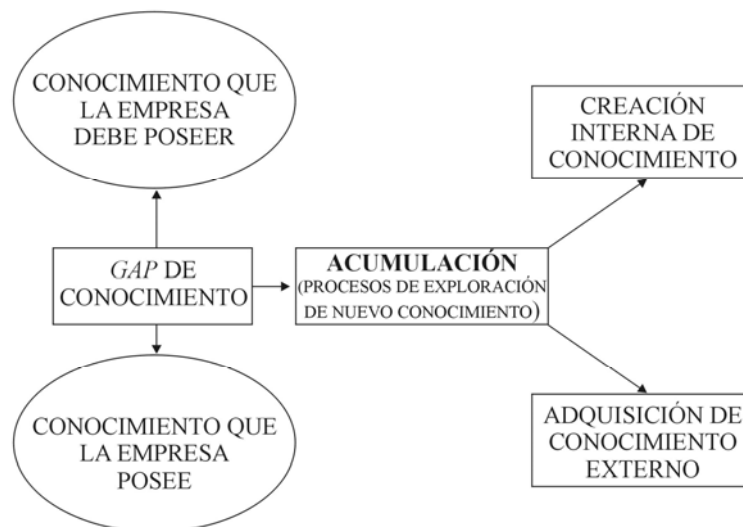 CONOCIMIENTO QUE
LA EMPRESA
DEBE POSEER
GAP DE
CONOCIMIENTO
CONOCIMIENTO QUE
LA EMPRESA
POSEE
ACUMULACIÓN
(PROCESOS DE EXPLORACIÓN
DE NUEVO CONOCIMIENTO)
CREACIÓN
INTERNA DE
CONOCIMIENTO
ADQUISICIÓN DE
CONOCIMIENTO
EXTERNO